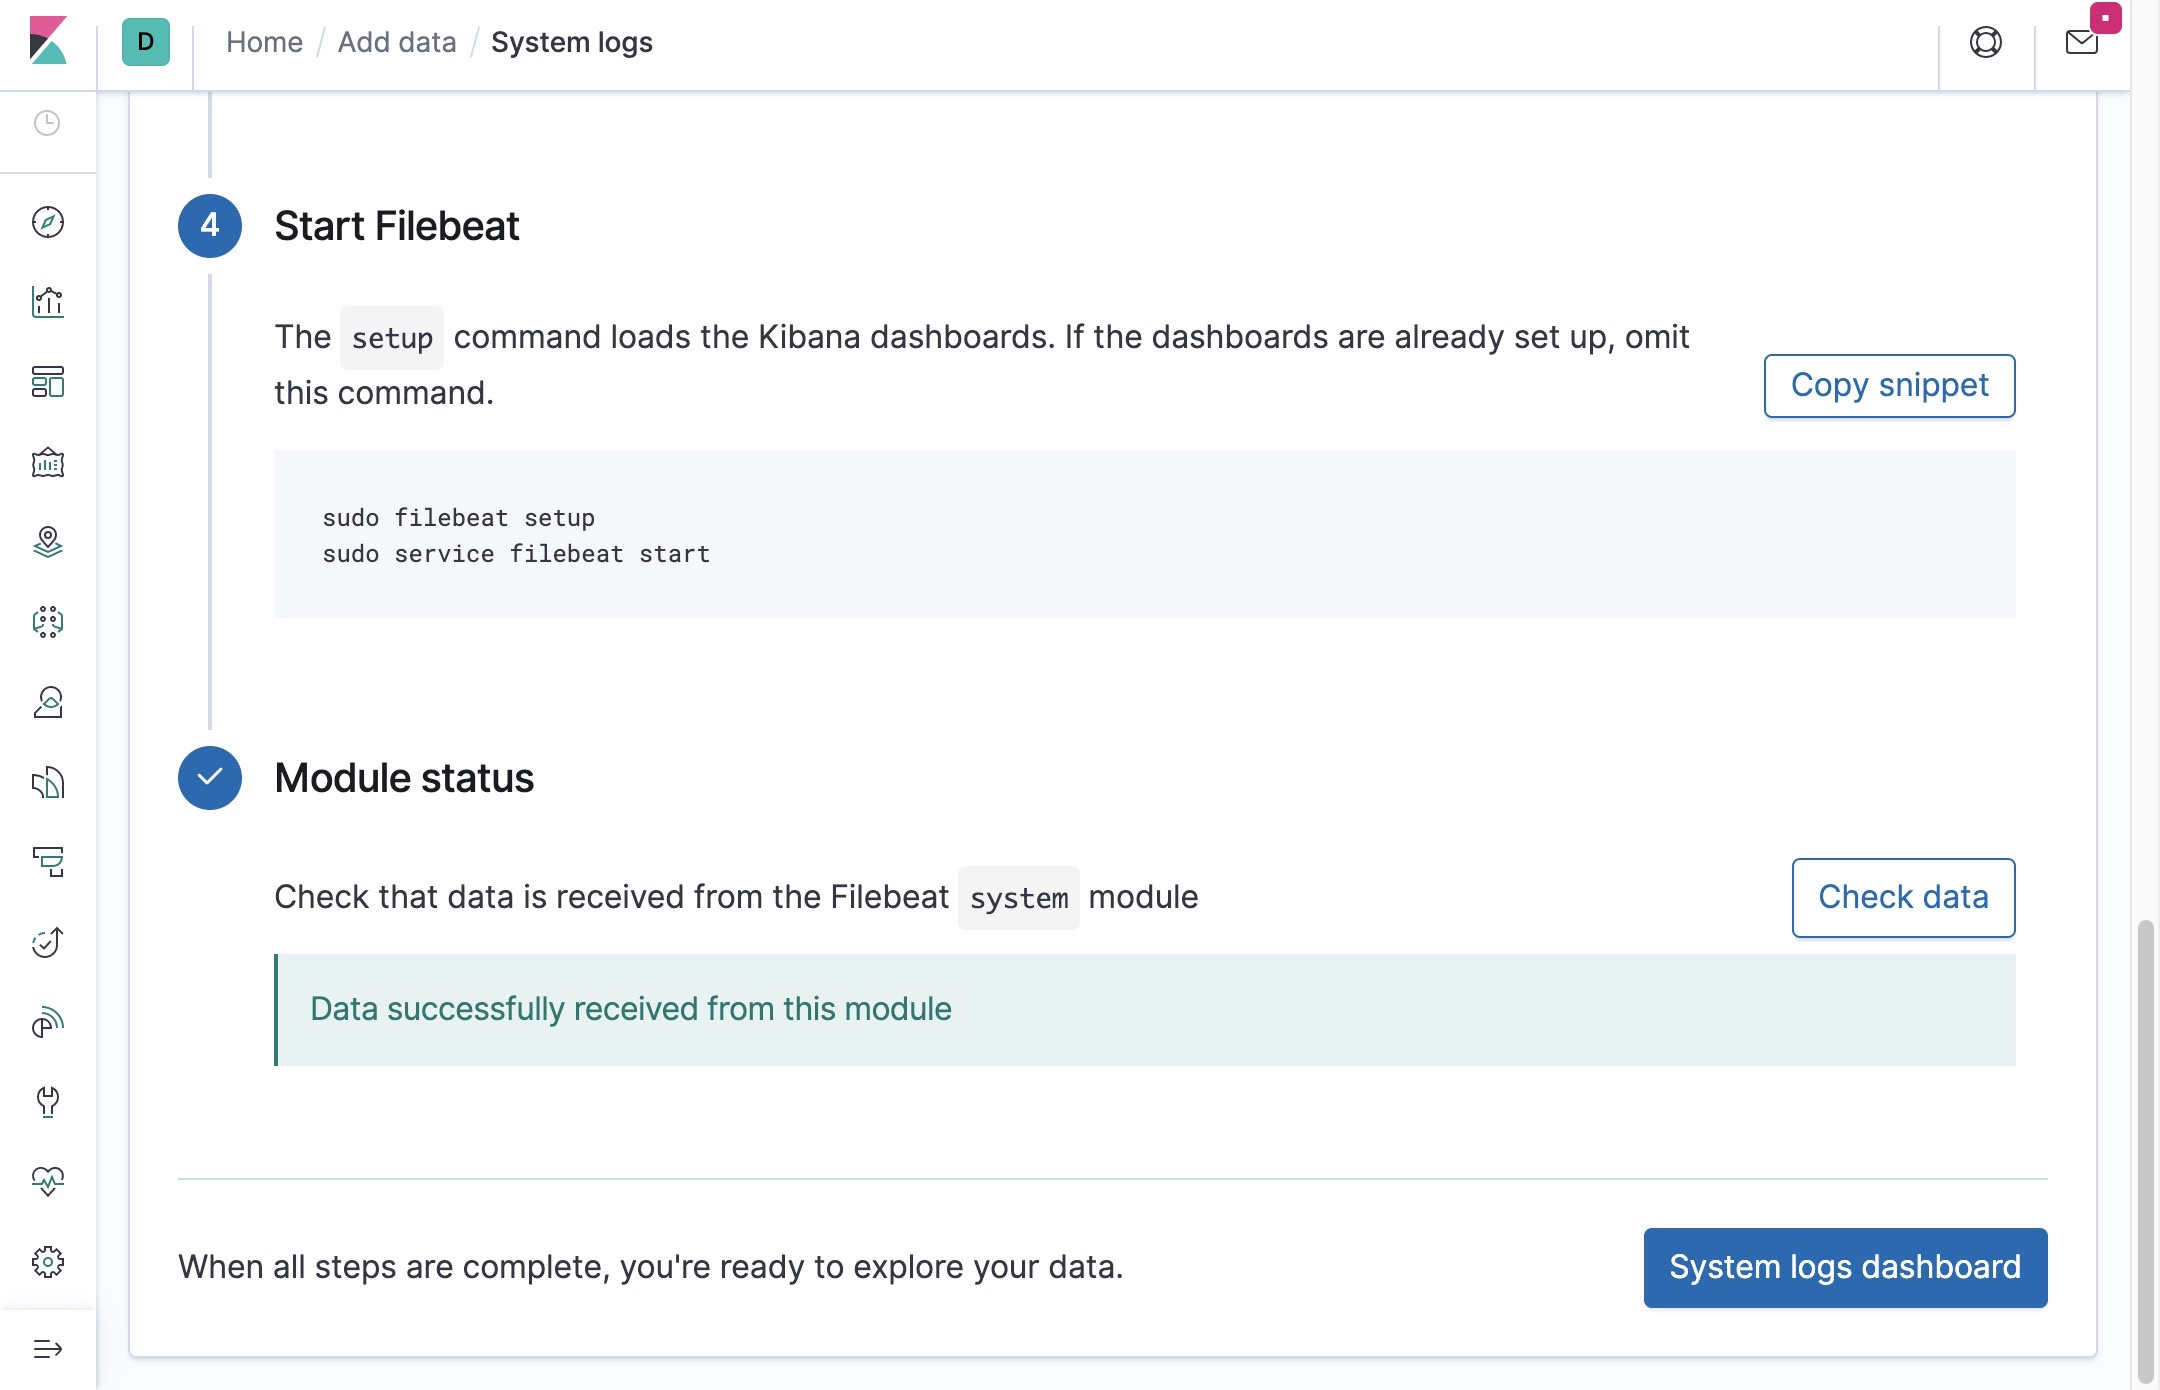 D
Home / Add data / System logs
4
Start Filebeat
The setup command loads the Kibana dashboards. If the dashboards are already set up, omit
this command.
Copy snippet
sudo filebeat setup
sudo service filebeat start
Module status
Check that data is received from the Filebeat system module
Check data
Data successfully received from this module
When all steps are complete, you're ready to explore your data.
System logs dashboard